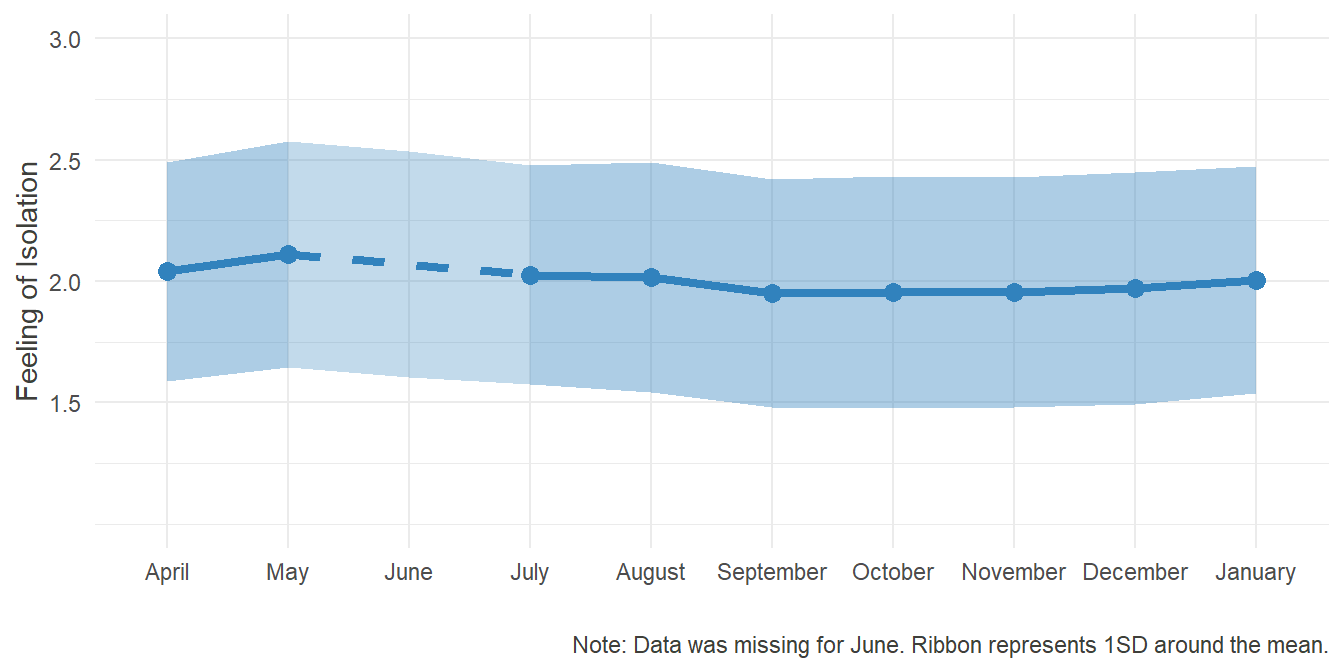 3.0
2.5
2.0
1.5
Feeling of Isolation
April May June July August September October November December January
Note: Data was missing for June. Ribbon represents 1SD around the mean.